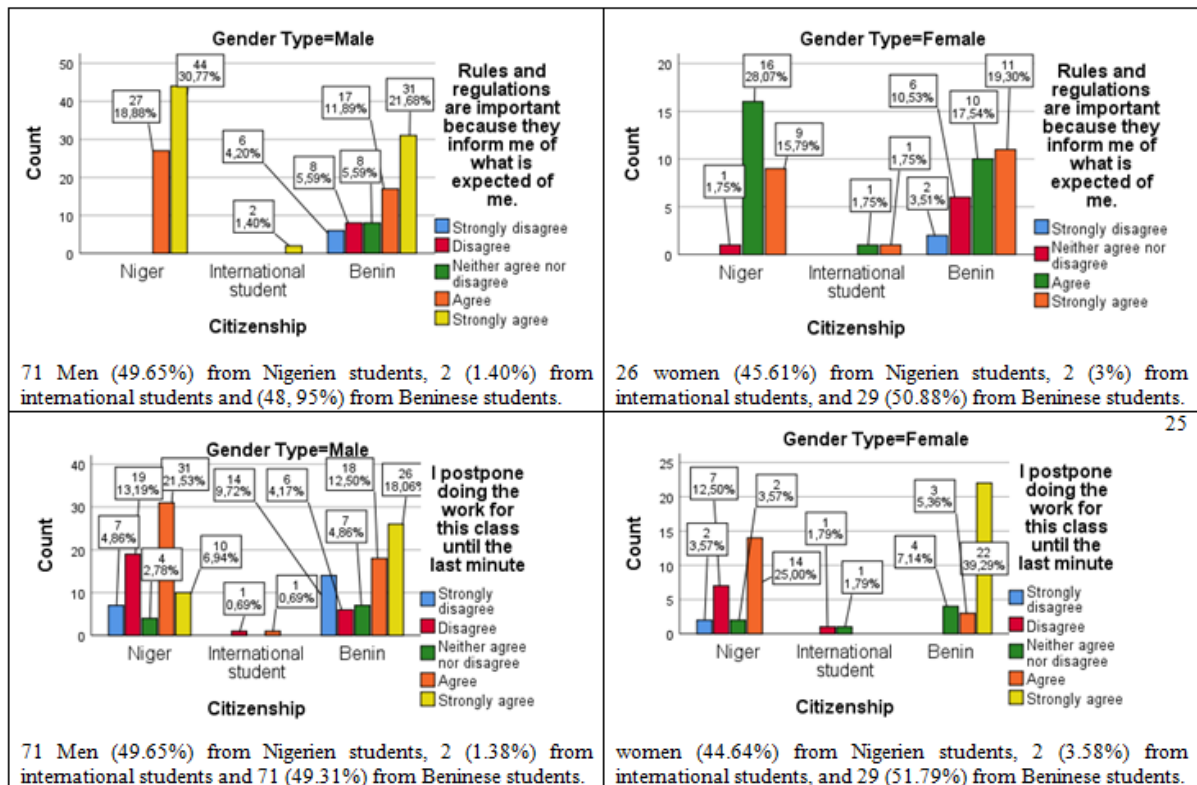 Gender Type=Male
50
40
30
20
10
0
Count
27
18,88%
44
30,77%
2
1,40%
6
4,20%
8
5,59%
8
5,59%
17
11,89%
31
21,68%
Niger
International
student
Benin
Citizenship
Rules and
regulations
are important
because they
inform me of
what is
expected of
me.
Strongly disagree
Disagree
Neither agree nor
disagree
Agree
Strongly agree
71 Men (49.65%) from Nigerien students, 2 (1.40%) from
international students and (48, 95%) from Beninese students.
Gender Type=Female
20
15
10
5
0
Count
1
1,75%
16
28,07%
9
15,79%
1
1,75%
1
1,75%
2
3,51%
6
10,53%
10
17,54%
11
19,30%
Niger
International
student
Benin
Citizenship
Rules and
regulations
are important
because they
inform me of
what is
expected of
me.
Strongly disagree
Neither agree nor
disagree
Agree
Strongly agree
26 women (45.61%) from Nigerien students, 2 (3%) from
international students, and 29 (50.88%) from Beninese students.
Gender Type=Male
40
30
20
10
0
Count
7
4,86%
19
13,19%
4
2,78%
31
21,53%
10
6,94%
1
0,69%
1
0,69%
14
9,72%
6
4,17%
7
4,86%
18
12,50%
26
18,06%
Niger
International
student
Benin
Citizenship
I postpone
doing the
work for
this class
until the
last minute
Strongly
disagree
Disagree
Neither agree
nor disagree
Agree
Strongly agree
71 Men (49.65%) from Nigerien students, 2 (1.38%) from
international students and 71 (49.31%) from Beninese students.
25
Gender Type=Female
25
20
15
10
5
0
Count
2
3,57%
7
12,50%
2
3,57%
14
25,00%
1
1,79%
1
1,79%
4
7,14%
3
5,36%
22
39,29%
Niger
International
student
Benin
Citizenship
I postpone
doing the
work for
this class
until the
last minute
Strongly
disagree
Disagree
Neither agree
nor disagree
Agree
Strongly agree
women (44.64%) from Nigerien students, 2 (3.58%) from
international students, and 29 (51.79%) from Beninese students.